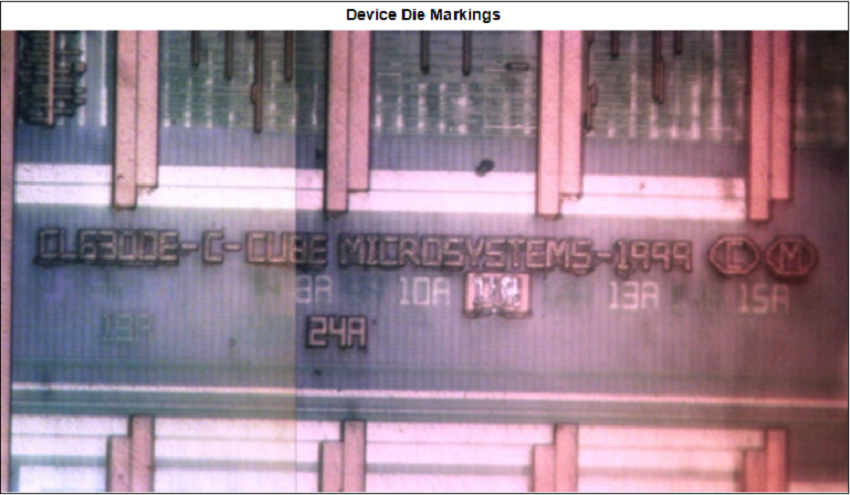 Device Die Markings
CL6300E-C-CUBE MICROSYSTEMS-1999 C M
8A 10A 13A 15A
19A 24A